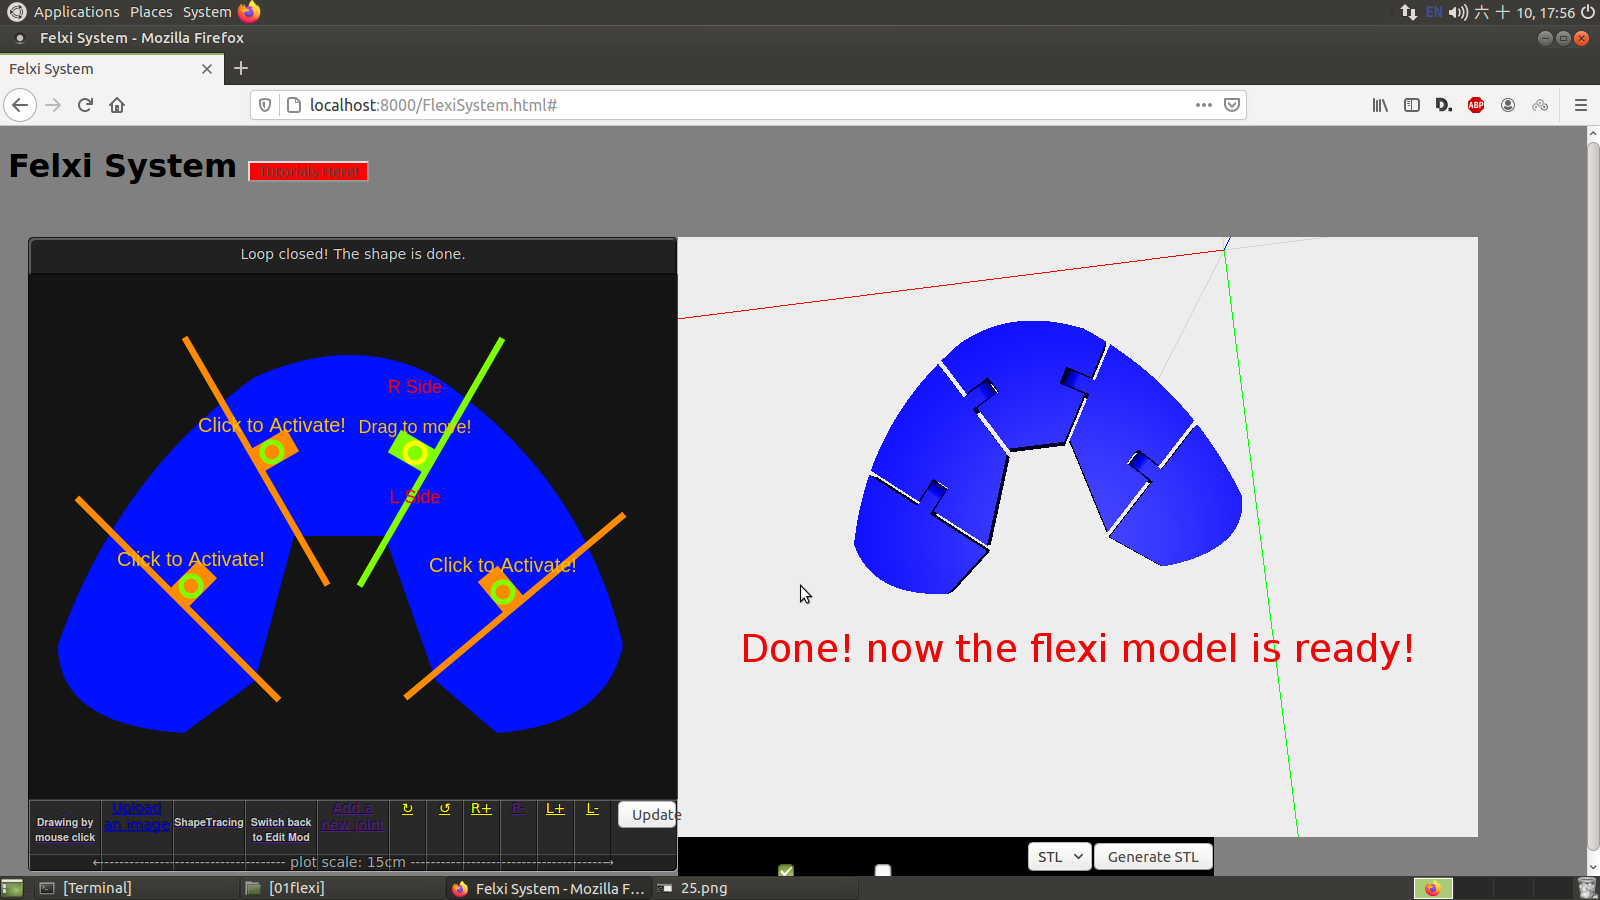 Applications Places System EN 六 十 10, 17:56
Felxi System - Mozilla Firefox
Felxi System
localhost:8000/FlexiSystem.html# D. ABP
Felxi System Tutorials Here!
Loop closed! The shape is done.
R Side
Click to Activate! Drag to move!
L Side
Click to Activate! Click to Activate!
Done! now the flexi model is ready!
Drawing by
mouse click
Upload
an image
ShapeTracing
Switch back
to Edit Mod
Add a
new joint
↻ ↺ R+ R- L+ L- Update
←---------------------------------- plot scale: 15cm ------------------------------------→
STL Generate STL
[Terminal] [01flexi] Felxi System - Mozilla F... 25.png